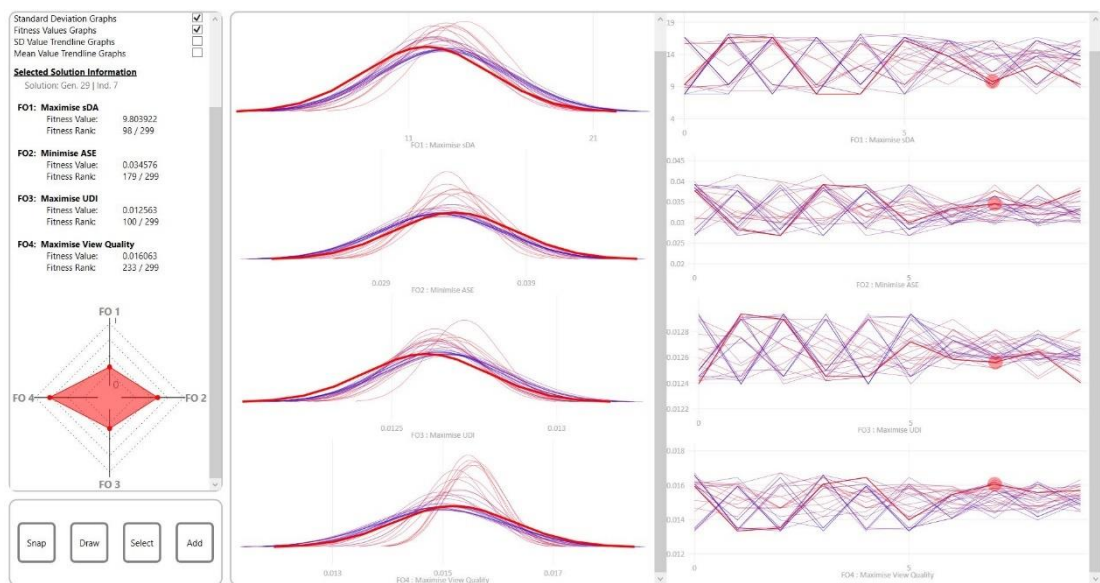 Standard Deviation Graphs
Fitness Values Graphs
SD Value Trendline Graphs
Mean Value Trendline Graphs
Selected Solution Information
Solution: Gen. 29 | Ind. 7
FO1: Maximise sDA
Fitness Value: 9.803922
Fitness Rank: 98 / 299
FO2: Minimise ASE
Fitness Value: 0.034576
Fitness Rank: 179 / 299
FO3: Maximise UDI
Fitness Value: 0.012563
Fitness Rank: 100 / 299
FO4: Maximise View Quality
Fitness Value: 0.016063
Fitness Rank: 233 / 299
FO 1
1
0
FO 4
FO 2
FO 3
Snap Draw Select Add
11 21
FO1 : Maximise sDA
0.029 0.039
FO2 : Minimise ASE
0.0125 0.013
FO3 : Maximise UDI
0.013 0.015 0.017
FO4 : Maximise View Quality
19
14
9
4
0 5
FO1 : Maximise sDA
0.045
0.04
0.035
0.03
0.025
0.02
0 5
FO2 : Minimise ASE
0.0128
0.0126
0.0124
0.0122
0 5
FO3 : Maximise UDI
0.018
0.016
0.014
0.012
0 5
FO4 : Maximise View Quality